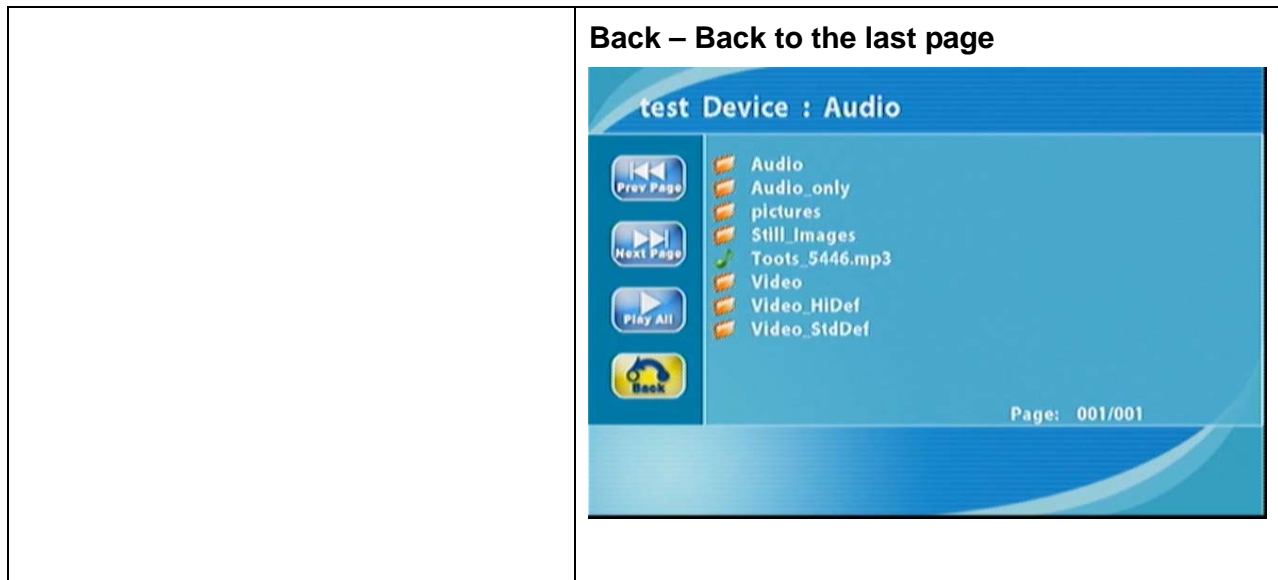 Back – Back to the last page
test Device : Audio
Prev Page
Next Page
Play All
Back
Audio
Audio_only
pictures
Still_Images
Toots_5446.mp3
Video
Video_HiDef
Video_StdDef
Page: 001/001